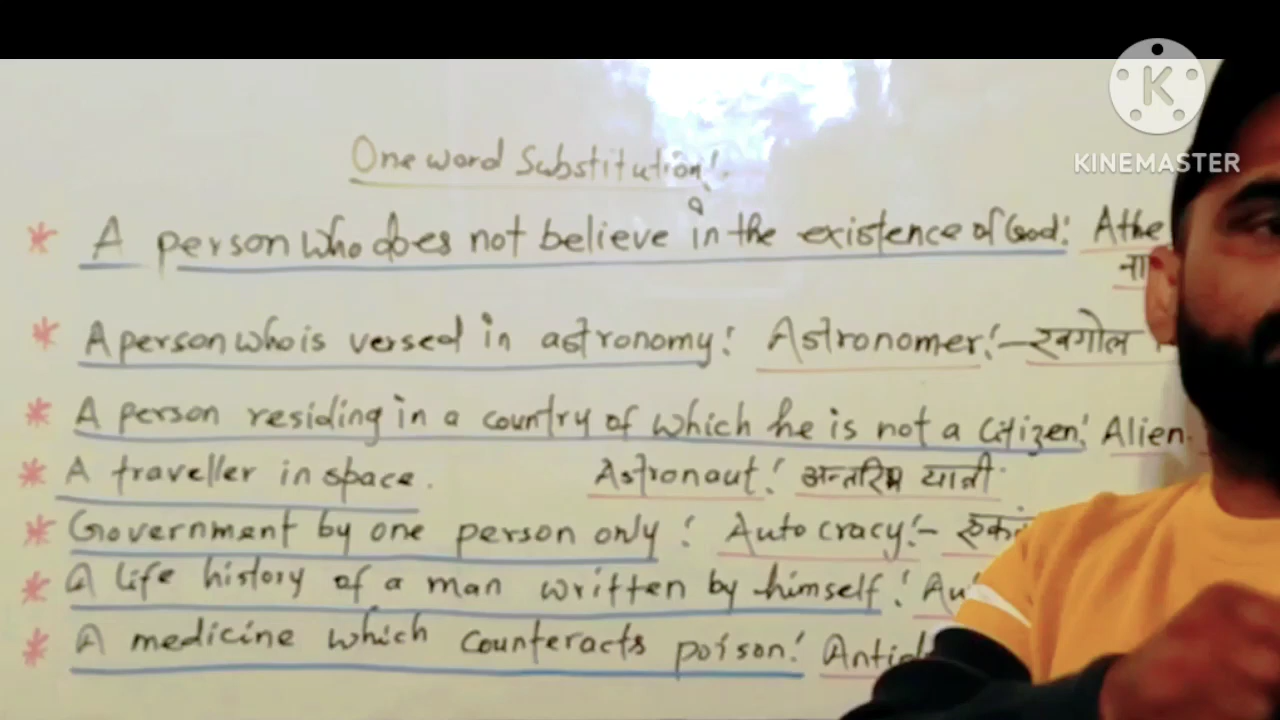 KINEMASTER
One word Substitution!
* A person who does not believe in the existence of God: Athe
ना
* A person who is versed in astronomy: Astronomer!- खगोल
* A person residing in a country of which he is not a citizen! Alien.
* A traveller in space. Astronaut! अन्तरिक्ष यात्री
* Government by one person only! Autocracy!-
* A life history of a man written by himself! Au
* A medicine which counteracts poison! Antid